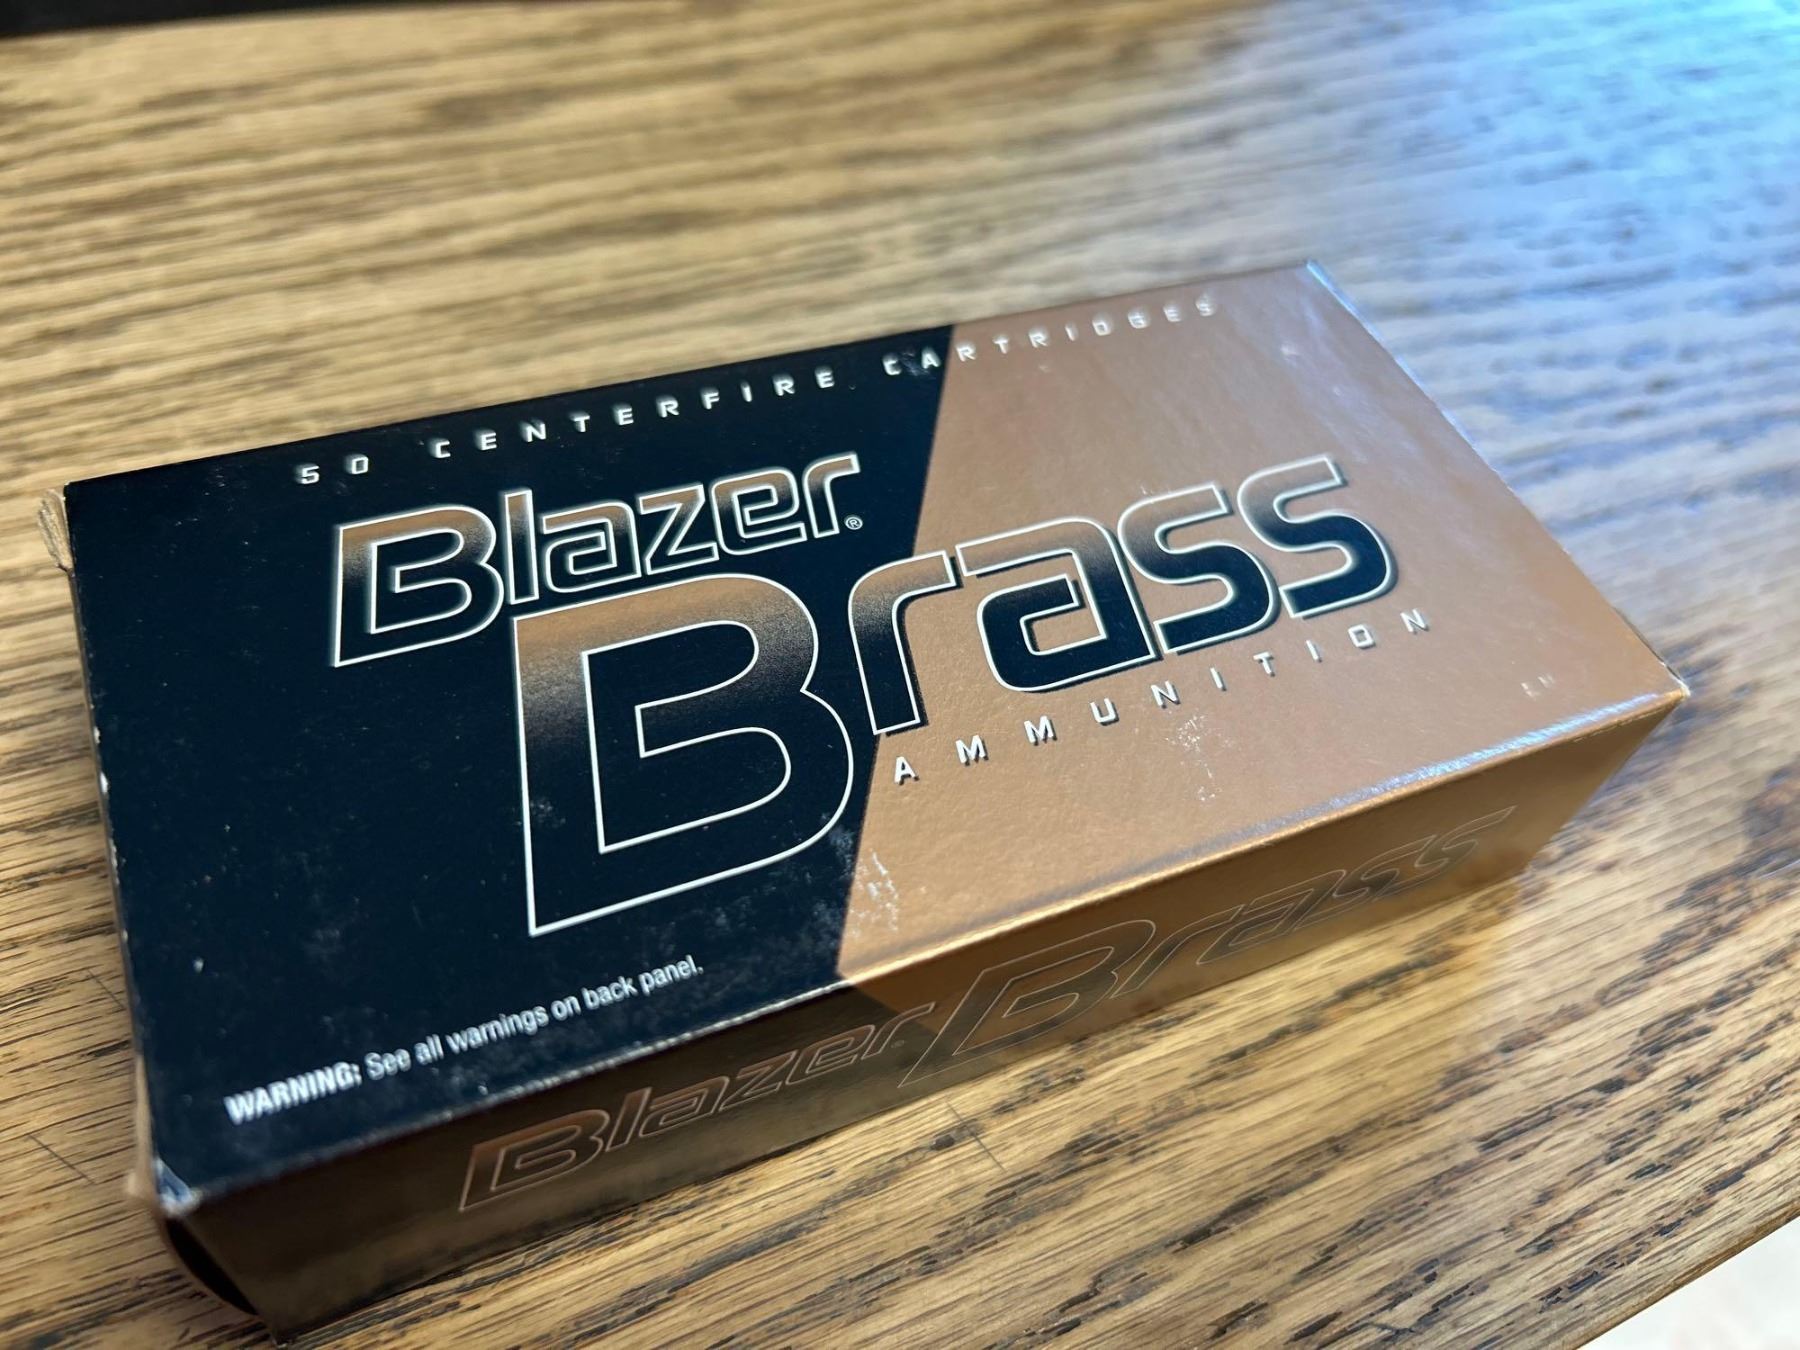 50 CENTERFIRE CARTRIDGES
Blazer®
Brass
AMMUNITION
WARNING: See all warnings on back panel.
Blazer Brass